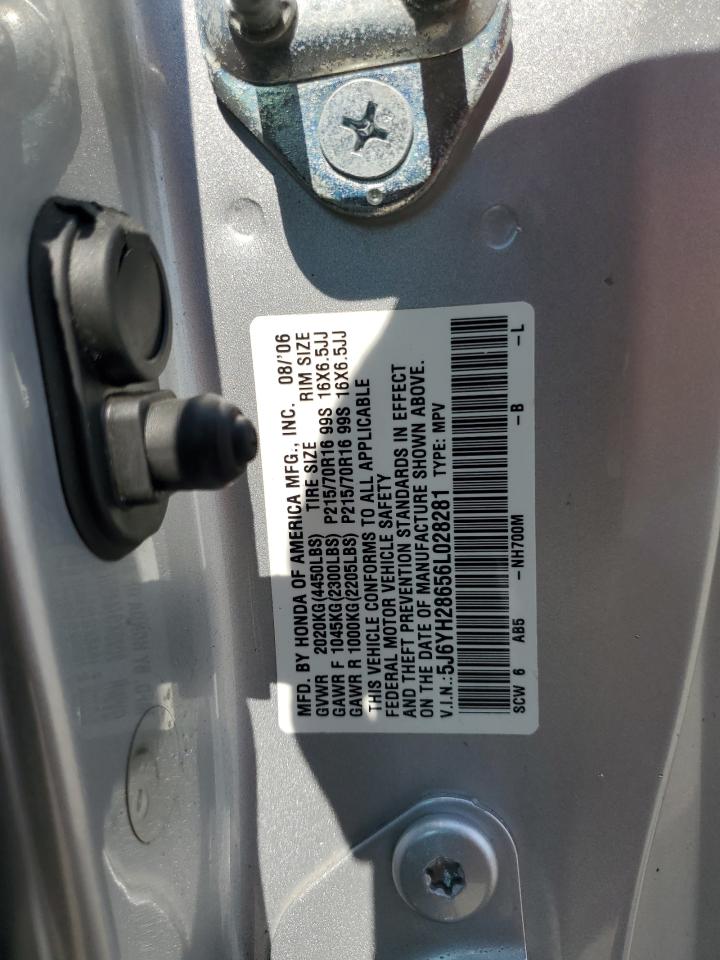 MFD. BY HONDA OF AMERICA MFG., INC. 08/'06
GVWR 2020KG(4450LBS) TIRE SIZE RIM SIZE
GAWR F 1045KG(2300LBS) P215/70R16 99S 16X6.5JJ
GAWR R 1000KG(2205LBS) P215/70R16 99S 16X6.5JJ
THIS VEHICLE CONFORMS TO ALL APPLICABLE
FEDERAL MOTOR VEHICLE SAFETY
AND THEFT PREVENTION STANDARDS IN EFFECT
ON THE DATE OF MANUFACTURE SHOWN ABOVE.
V.I.N.:5J6YH28656L028281 TYPE: MPV
SCW 6 AB5 -NH700M -B -L